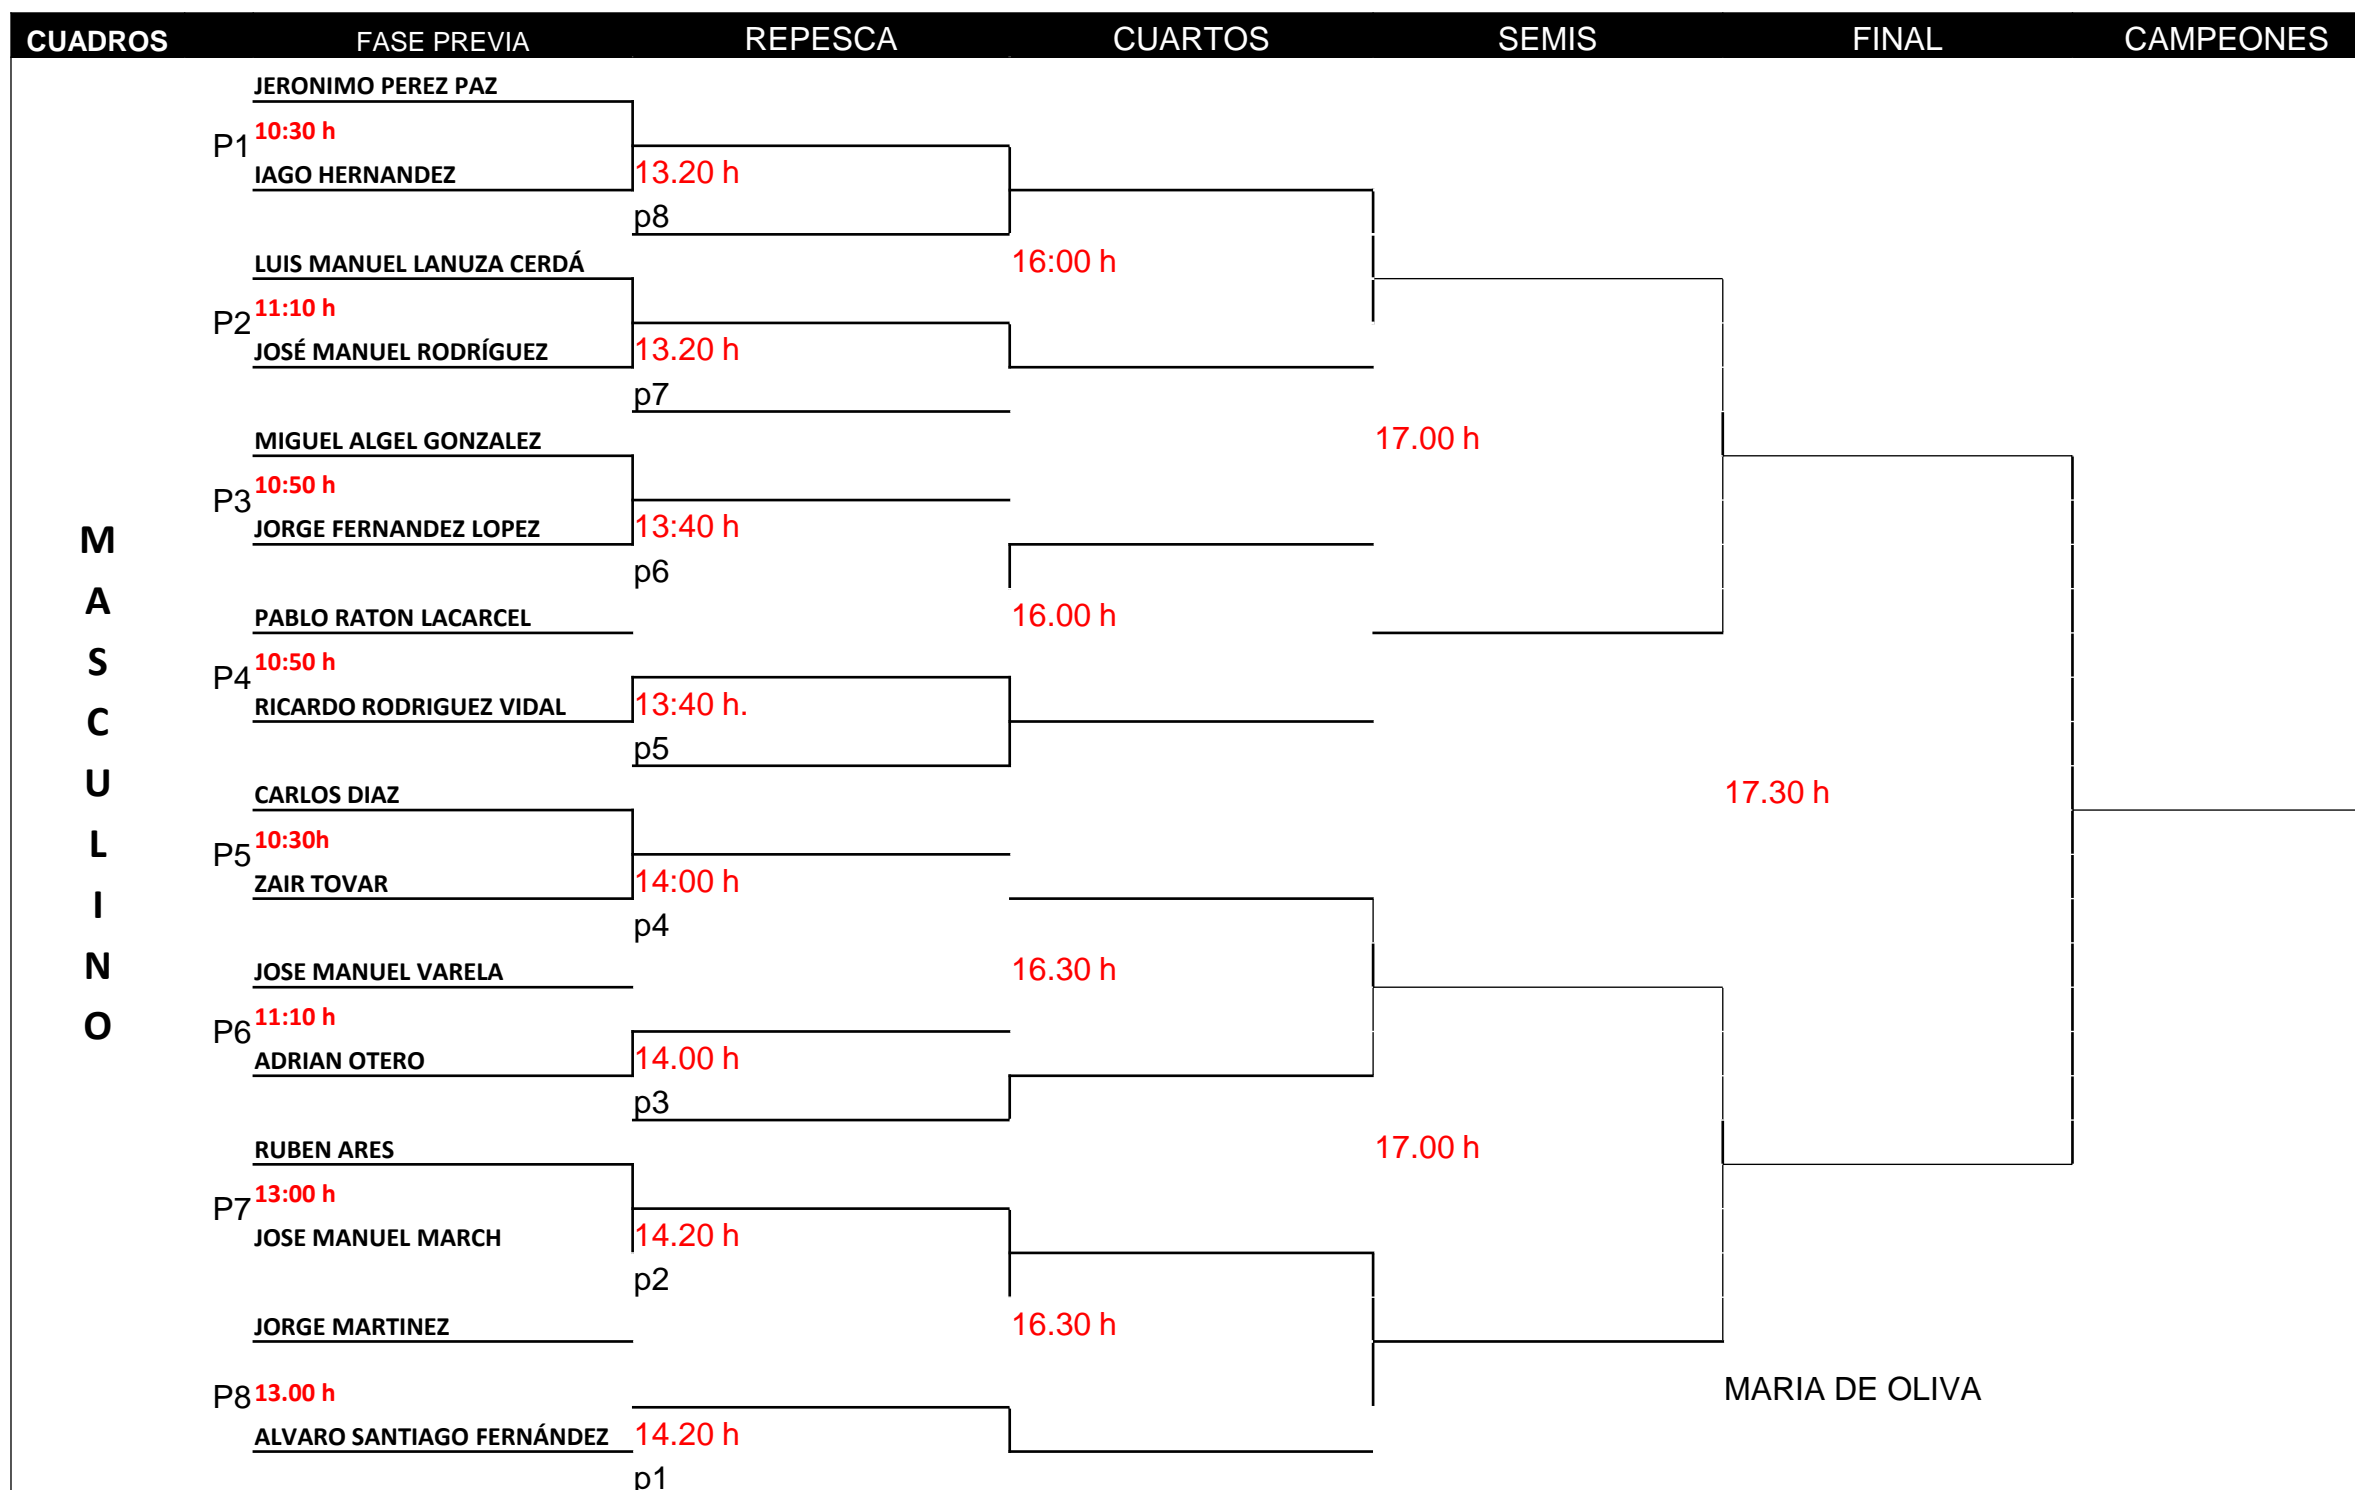 CUADROS FASE PREVIA REPESCA CUARTOS SEMIS FINAL CAMPEONES
JERONIMO PEREZ PAZ
10:30 h
P1
IAGO HERNANDEZ
13.20 h
p8
LUIS MANUEL LANUZA CERDÁ
16:00 h
11:10 h
P2
JOSÉ MANUEL RODRÍGUEZ
13.20 h
p7
MIGUEL ALGEL GONZALEZ
17.00 h
10:50 h
P3
JORGE FERNANDEZ LOPEZ
13:40 h
p6
PABLO RATON LACARCEL
16.00 h
10:50 h
P4
RICARDO RODRIGUEZ VIDAL
13:40 h.
p5
CARLOS DIAZ
17.30 h
10:30h
P5
ZAIR TOVAR
14:00 h
p4
JOSE MANUEL VARELA
16.30 h
11:10 h
P6
ADRIAN OTERO
14.00 h
p3
RUBEN ARES
17.00 h
13:00 h
P7
JOSE MANUEL MARCH
14.20 h
p2
JORGE MARTINEZ
16.30 h
P8
13.00 h
MARIA DE OLIVA
ALVARO SANTIAGO FERNÁNDEZ
14.20 h
p1
M
A
S
C
U
L
I
N
O